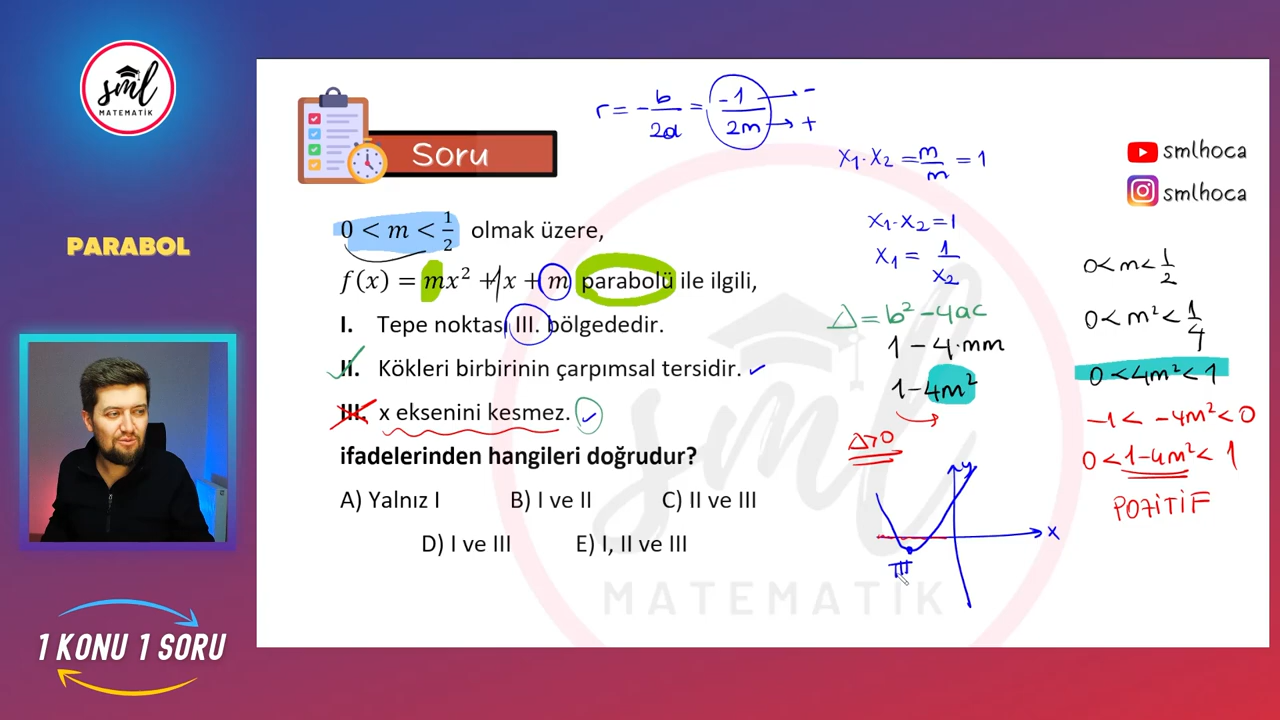 sml
MATEMATİK
PARABOL
1 KONU 1 SORU
Soru
r = -b/2a = -1/2m → -
→ +
smlhoca
smlhoca
0 < m < 1/2 olmak üzere,
f(x) = mx² + 1x + m parabolü ile ilgili,
I. Tepe noktası III. bölgededir.
II. Kökleri birbirinin çarpımsal tersidir.
III. x eksenini kesmez.
ifadelerinden hangileri doğrudur?
A) Yalnız I B) I ve II C) II ve III
D) I ve III E) I, II ve III
x₁·x₂ = m/m = 1
x₁·x₂ = 1
x₁ = 1/x₂
Δ = b² - 4ac
1 - 4·mm
1 - 4m²
Δ>0
y
x
III
0 < m < 1/2
0 < m² < 1/4
0 < 4m² < 1
-1 < -4m² < 0
0 < 1-4m² < 1
POZİTİF
sml
MATEMATİK